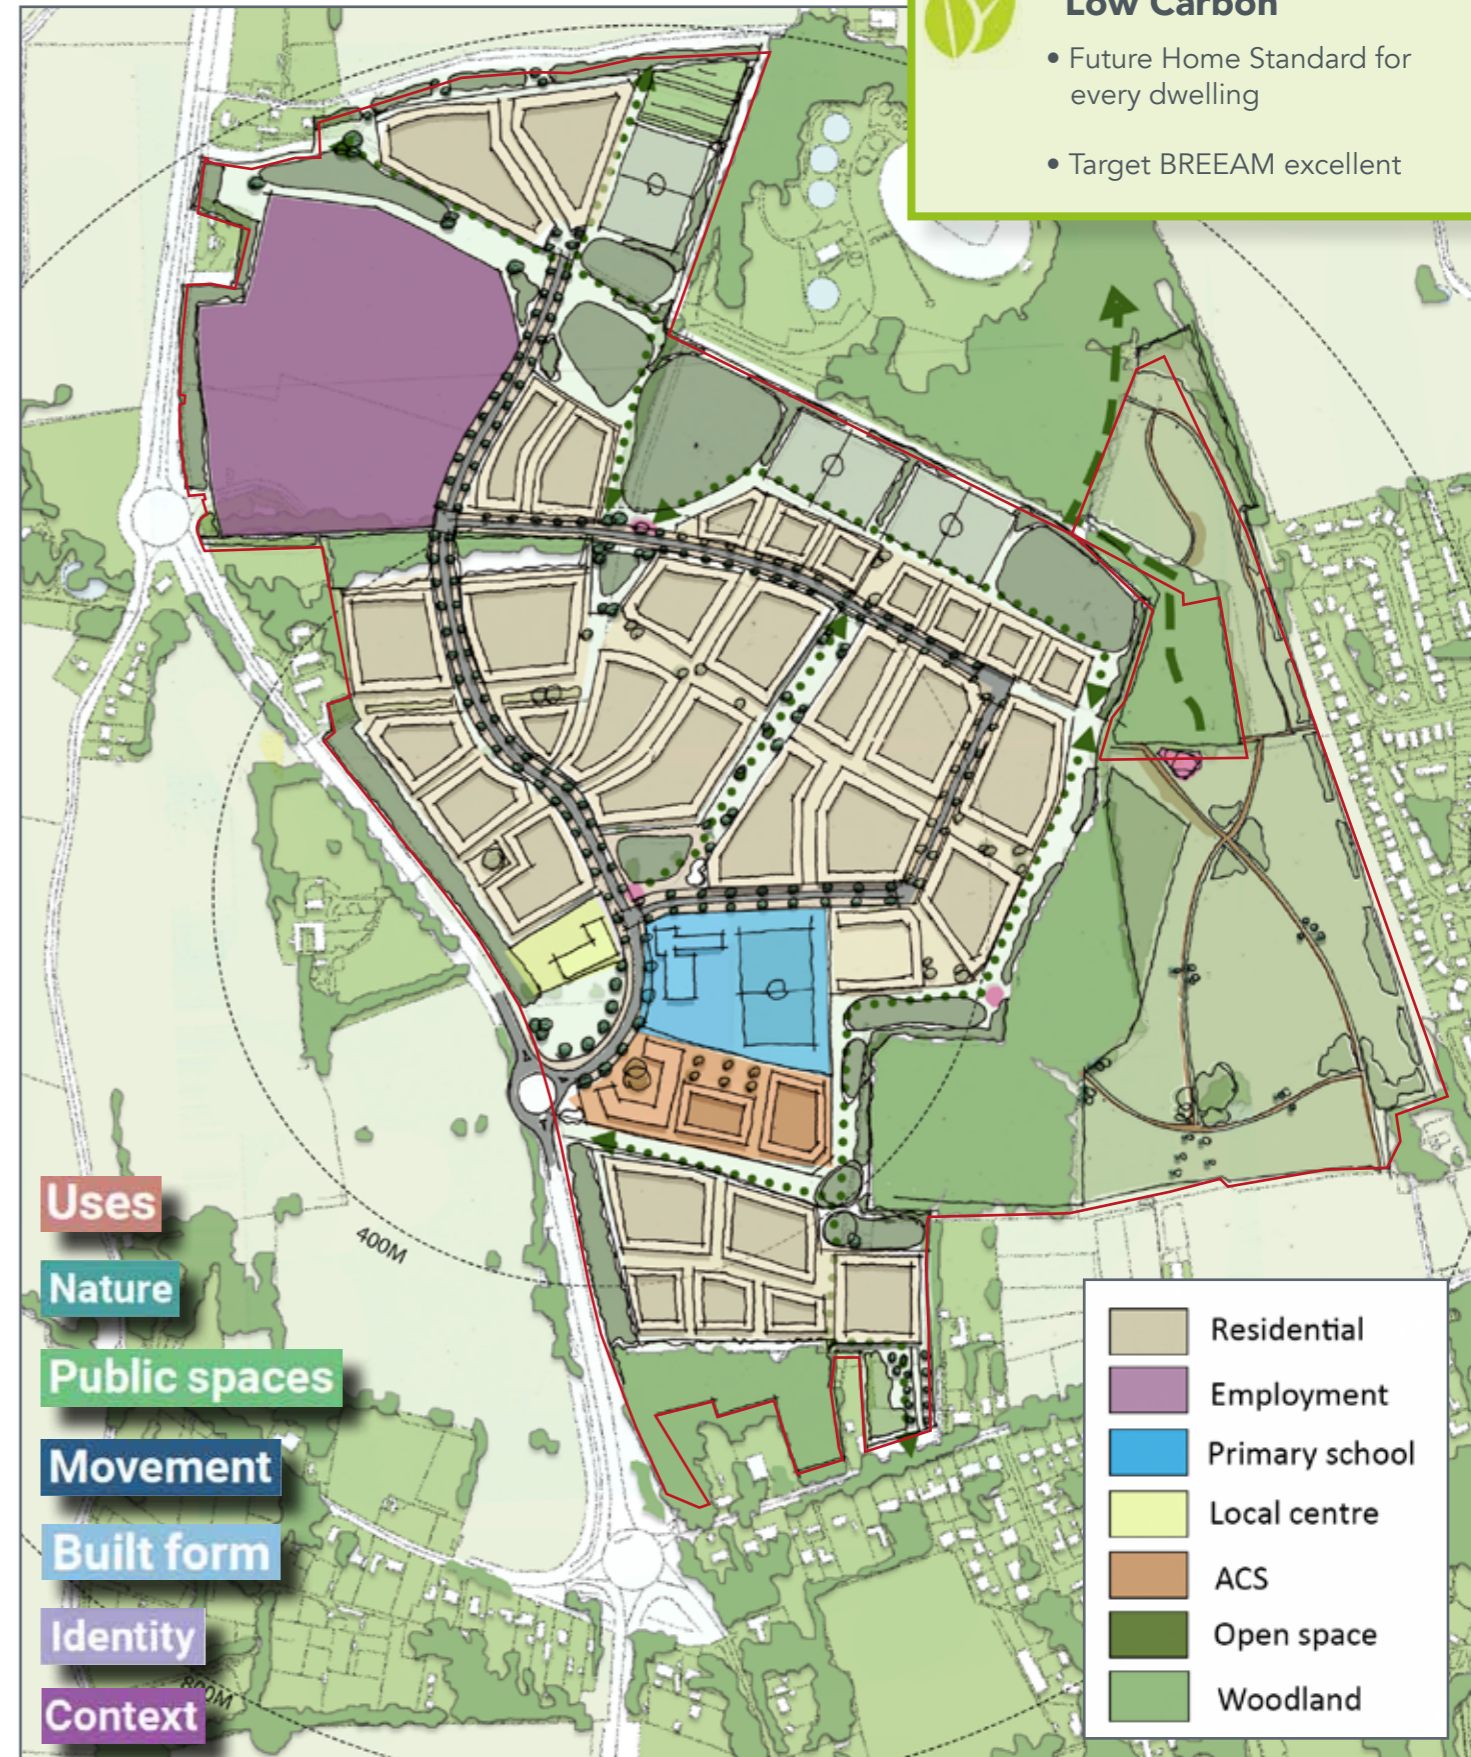 Low Carbon
• Future Home Standard for
every dwelling
• Target BREEAM excellent
400M
Uses
Nature
Public spaces
Movement
Built form
Identity
800M
Context
Residential
Employment
Primary school
Local centre
ACS
Open space
Woodland